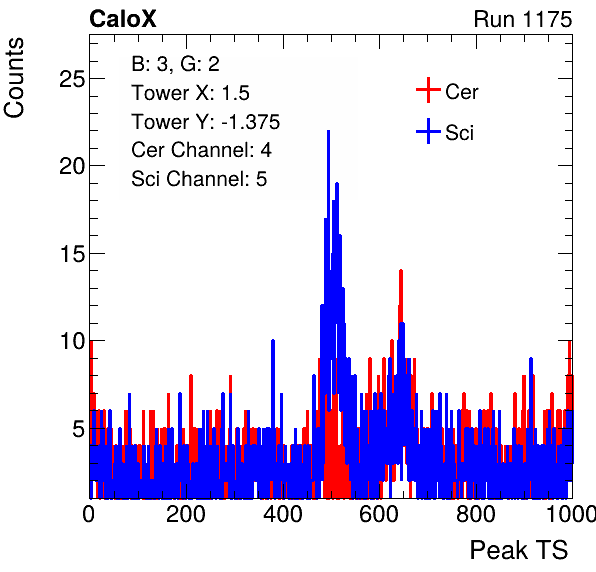 CaloX Run 1175
Counts
B: 3, G: 2
Tower X: 1.5
Tower Y: -1.375
Cer Channel: 4
Sci Channel: 5
Cer
Sci
25
20
15
10
5
0 200 400 600 800 1000
Peak TS